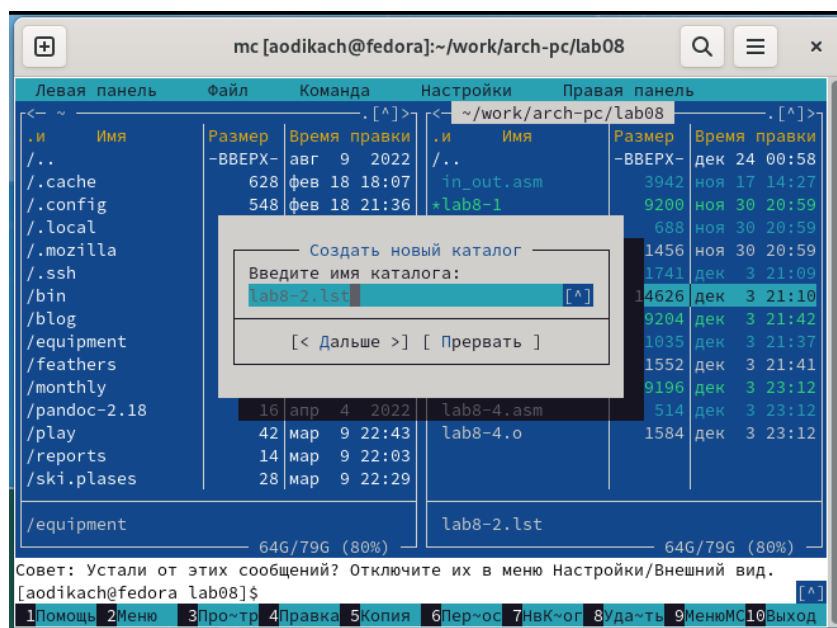 mc [aodikach@fedora]:~/work/arch-pc/lab08
Левая панель Файл Команда Настройки Правая панель
<— ~ .[^]> <— ~/work/arch-pc/lab08 .[^]>
.и Имя Размер Время правки .и Имя Размер Время правки
/.. -ВВЕРХ- авг 9 2022 /.. -ВВЕРХ- дек 24 00:58
/.cache 628 фев 18 18:07 in_out.asm 3942 ноя 17 14:27
/.config 548 фев 18 21:36 *lab8-1 9200 ноя 30 20:59
/.local 688 ноя 30 20:59
/.mozilla Создать новый каталог 1456 ноя 30 20:59
/.ssh Введите имя каталога: 1741 дек 3 21:09
/bin lab8-2.lst [^] 14626 дек 3 21:10
/blog 9204 дек 3 21:42
/equipment [< Дальше >] [ Прервать ] 1035 дек 3 21:37
/feathers 1552 дек 3 21:41
/monthly 9196 дек 3 23:12
/pandoc-2.18 16 апр 4 2022 lab8-4.asm 514 дек 3 23:12
/play 42 мар 9 22:43 lab8-4.o 1584 дек 3 23:12
/reports 14 мар 9 22:03
/ski.plases 28 мар 9 22:29
/equipment lab8-2.lst
64G/79G (80%) 64G/79G (80%)
Совет: Устали от этих сообщений? Отключите их в меню Настройки/Внешний вид.
[aodikach@fedora lab08]$ [^]
1Помощь 2Меню 3Про~тр 4Правка 5Копия 6Пер~ос 7НвК~ог 8Уда~ть 9МенюМС 10Выход